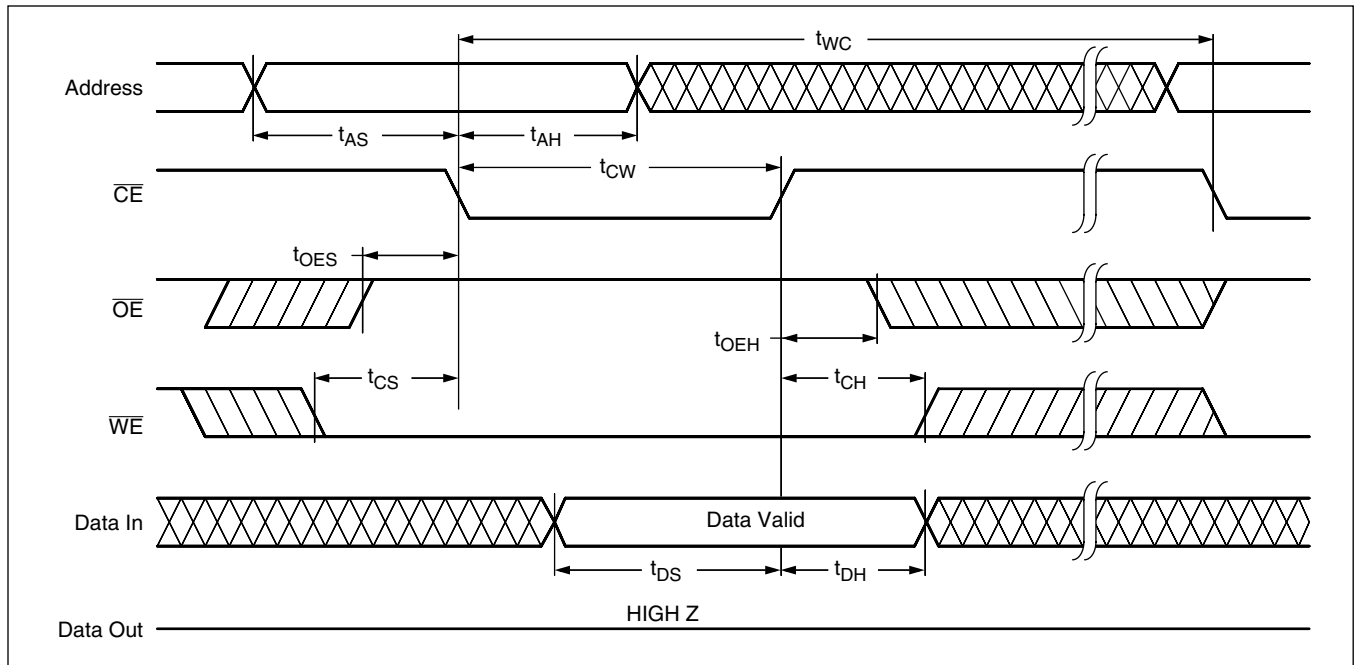 tWC
Address
tAS
tAH
tCW
CE
tOES
OE
tOEH
tCS
tCH
WE
Data In
Data Valid
tDS
tDH
HIGH Z
Data Out